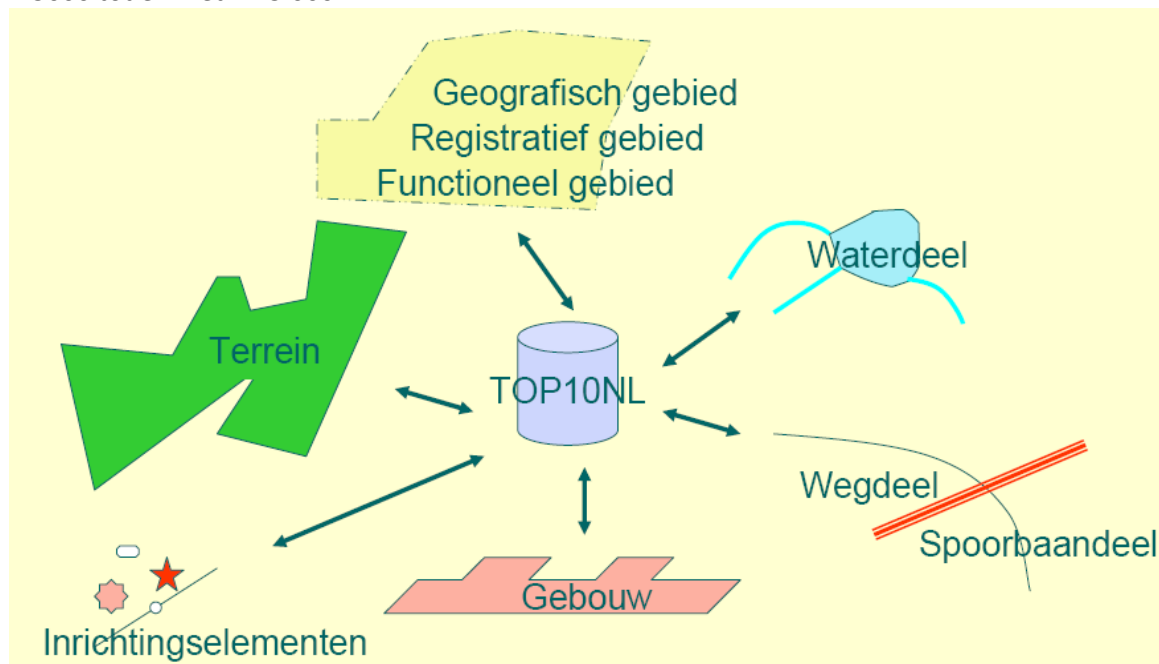 Geografisch gebied
Registratief gebied
Functioneel gebied
Waterdeel
Terrein
TOP10NL
Wegdeel
Spoorbaandeel
Gebouw
Inrichtingselementen